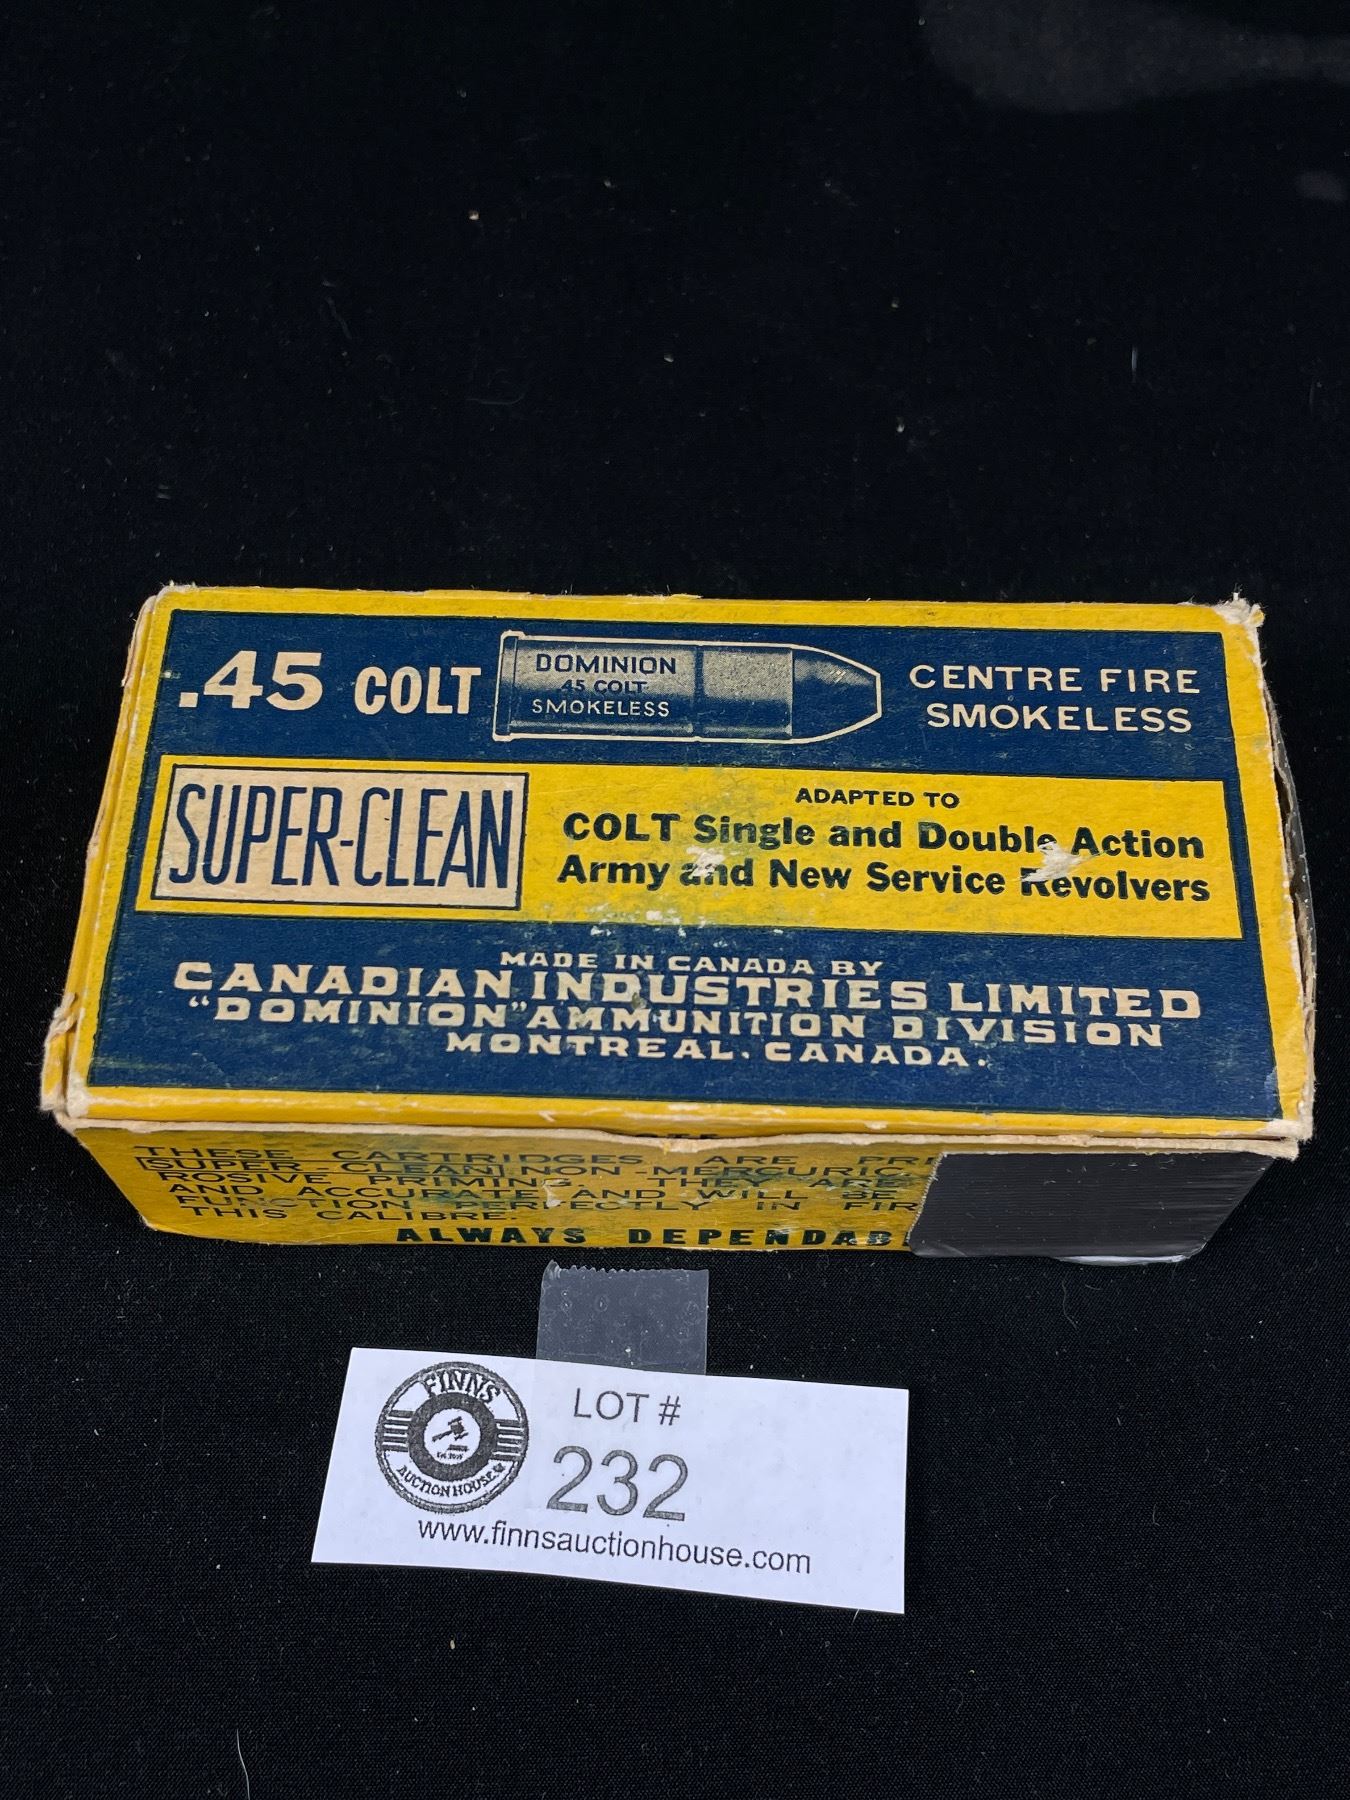 .45 COLT
DOMINION
.45 COLT
SMOKELESS
CENTRE FIRE
SMOKELESS
SUPER-CLEAN
ADAPTED TO
COLT Single and Double Action
Army and New Service Revolvers
MADE IN CANADA BY
CANADIAN INDUSTRIES LIMITED
"DOMINION" AMMUNITION DIVISION
MONTREAL. CANADA.
THESE CARTRIDGES ARE PRI
[SUPER-CLEAN] NON-MERCURIC,
ROSIVE PRIMING. THEY ARE
AND ACCURATE AND WILL BE
FUNCTION PERFECTLY IN FIR
THIS CALIBRE.
ALWAYS DEPENDAB
FINNS
AUCTION HOUSE
LOT #
232
www.finnsauctionhouse.com